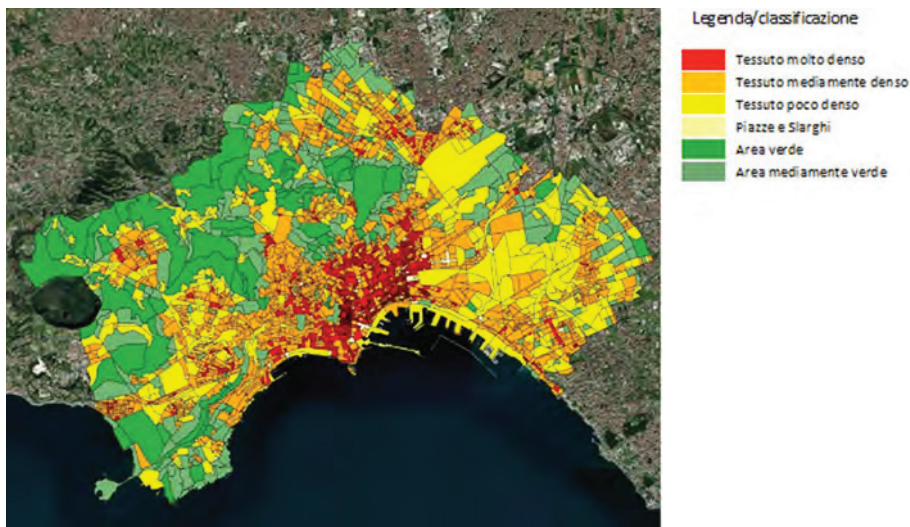 Legenda/classificazione
Tessuto molto denso
Tessuto mediamente denso
Tessuto poco denso
Piazze e Slarghi
Area verde
Area mediamente verde